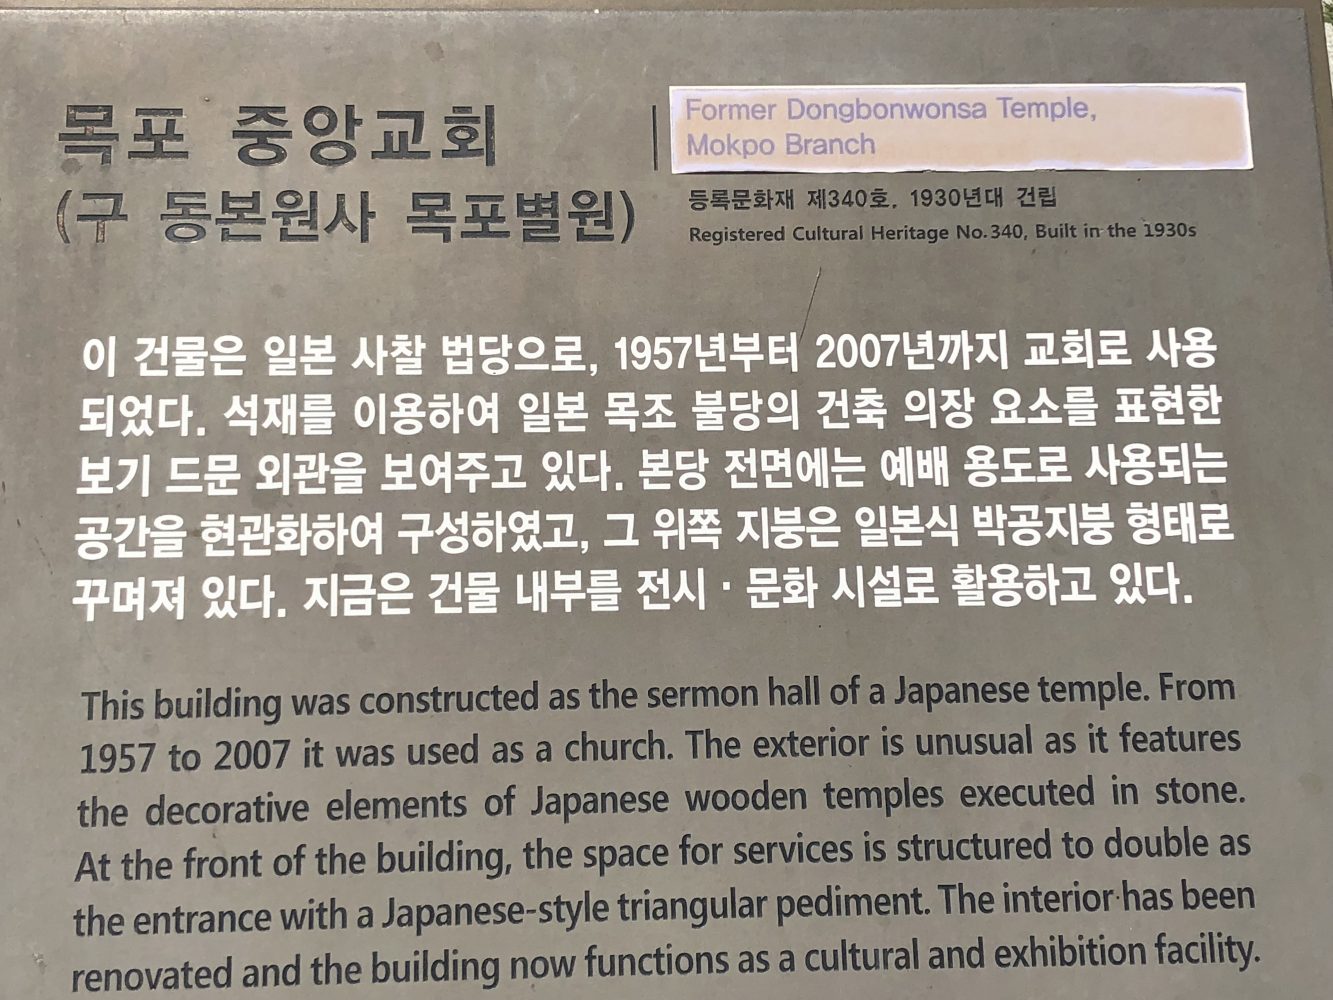 목포 중앙교회
(구 동본원사 목포별원)
Former Dongbonwonsa Temple,
Mokpo Branch
등록문화재 제340호, 1930년대 건립
Registered Cultural Heritage No.340, Built in the 1930s
이 건물은 일본 사찰 법당으로, 1957년부터 2007년까지 교회로 사용
되었다. 석재를 이용하여 일본 목조 불당의 건축 의장 요소를 표현한
보기 드문 외관을 보여주고 있다. 본당 전면에는 예배 용도로 사용되는
공간을 현관화하여 구성하였고, 그 위쪽 지붕은 일본식 박공지붕 형태로
꾸며져 있다. 지금은 건물 내부를 전시 · 문화 시설로 활용하고 있다.
This building was constructed as the sermon hall of a Japanese temple. From
1957 to 2007 it was used as a church. The exterior is unusual as it features
the decorative elements of Japanese wooden temples executed in stone.
At the front of the building, the space for services is structured to double as
the entrance with a Japanese-style triangular pediment. The interior has been
renovated and the building now functions as a cultural and exhibition facility.